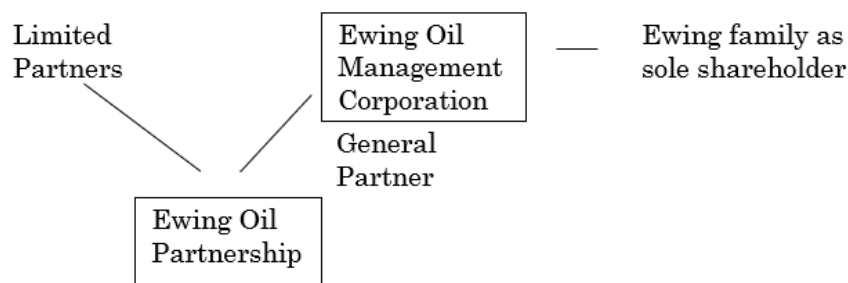 Limited
Partners
Ewing Oil
Management
Corporation
Ewing family as
sole shareholder
General
Partner
Ewing Oil
Partnership